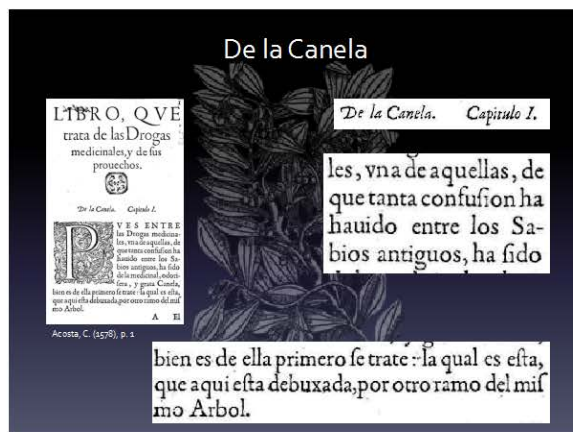 De la Canela
LIBRO, QVE
trata de las Drogas
medicinales, y de sus
prouechos.
De la Canela. Capitulo I.
PVES ENTRE
las Drogas medicina-
les, vna de aquellas, de
que tanta confusion ha
hauido entre los Sa-
bios antiguos, ha sido
la medicinal, odori-
fera, y grata Canela,
bien es de ella primero se trate: la qual es esta,
que aqui esta debuxada, por otro ramo del mis
mo Arbol.
A El
Acosta, C. (1578), p. 1
De la Canela. Capitulo I.
les, vna de aquellas, de
que tanta confuſion ha
hauido entre los Sa-
bios antiguos, ha ſido
bien es de ella primero ſe trate: la qual es eſta,
que aqui eſta debuxada, por otro ramo del miſ
mo Arbol.